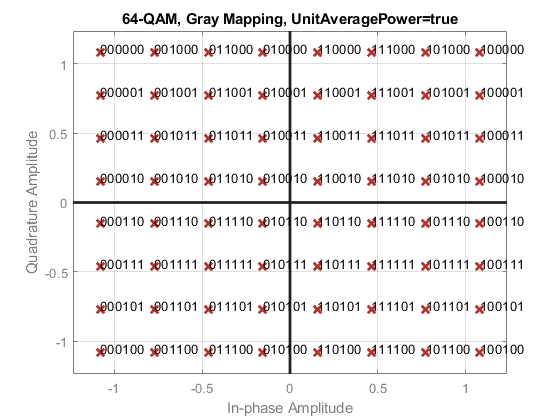 64-QAM, Gray Mapping, UnitAveragePower=true
000000 001000 011000 010000 110000 111000 101000 100000
1
000001 001001 011001 010001 110001 111001 101001 100001
0.5
000011 001011 011011 010011 110011 111011 101011 100011
000010 001010 011010 010010 110010 111010 101010 100010
0
000110 001110 011110 010110 110110 111110 101110 100110
-0.5
000111 001111 011111 010111 110111 111111 101111 100111
000101 001101 011101 010101 110101 111101 101101 100101
-1
000100 001100 011100 010100 110100 111100 101100 100100
-1 -0.5 0 0.5 1
In-phase Amplitude
Quadrature Amplitude